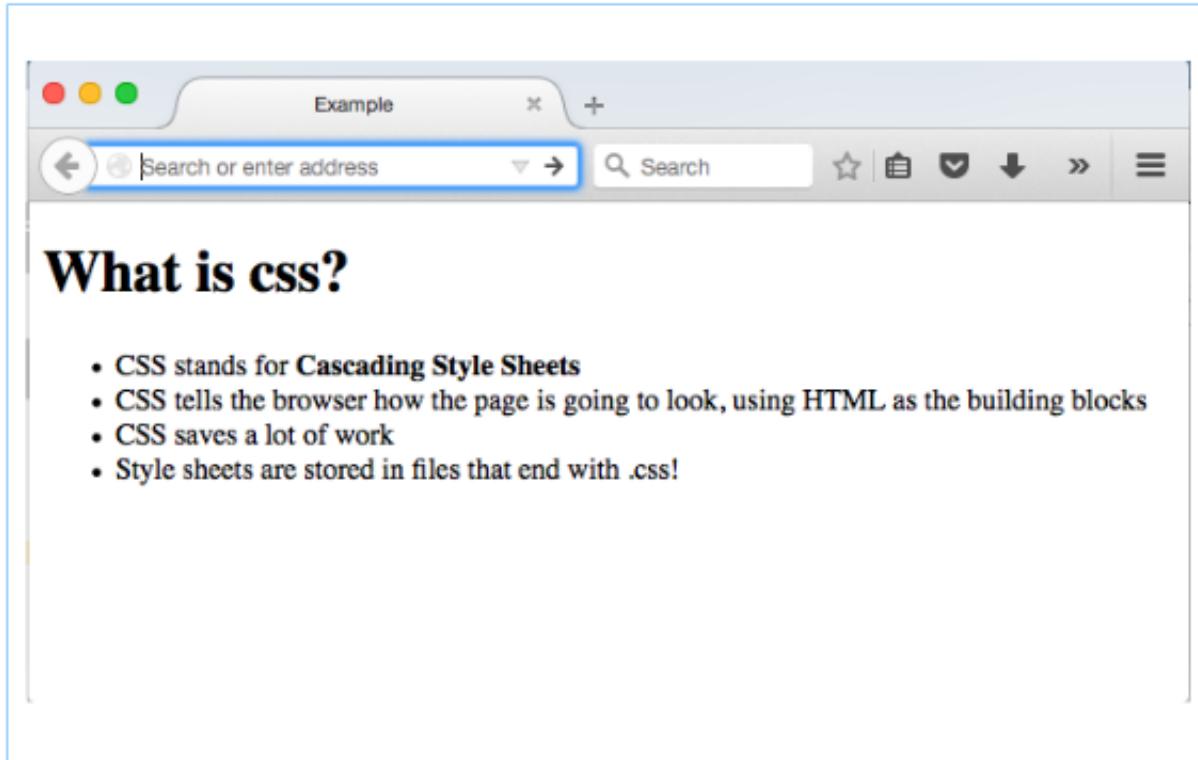 Example
Search or enter address
Search
What is css?
CSS stands for Cascading Style Sheets
CSS tells the browser how the page is going to look, using HTML as the building blocks
CSS saves a lot of work
Style sheets are stored in files that end with .css!